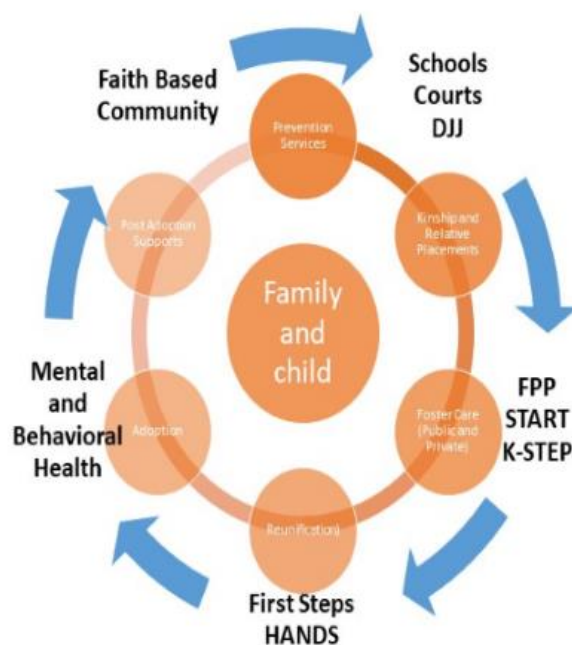 Faith Based
Community
Schools
Courts
DJJ
Prevention
Services
Post Adoption
Supports
Kinship and
Relative
Placements
Family
and
child
Mental
and
Behavioral
Health
Adoption
Foster Care
(Public and
Private)
FPP
START
K-STEP
Reunification)
First Steps
HANDS